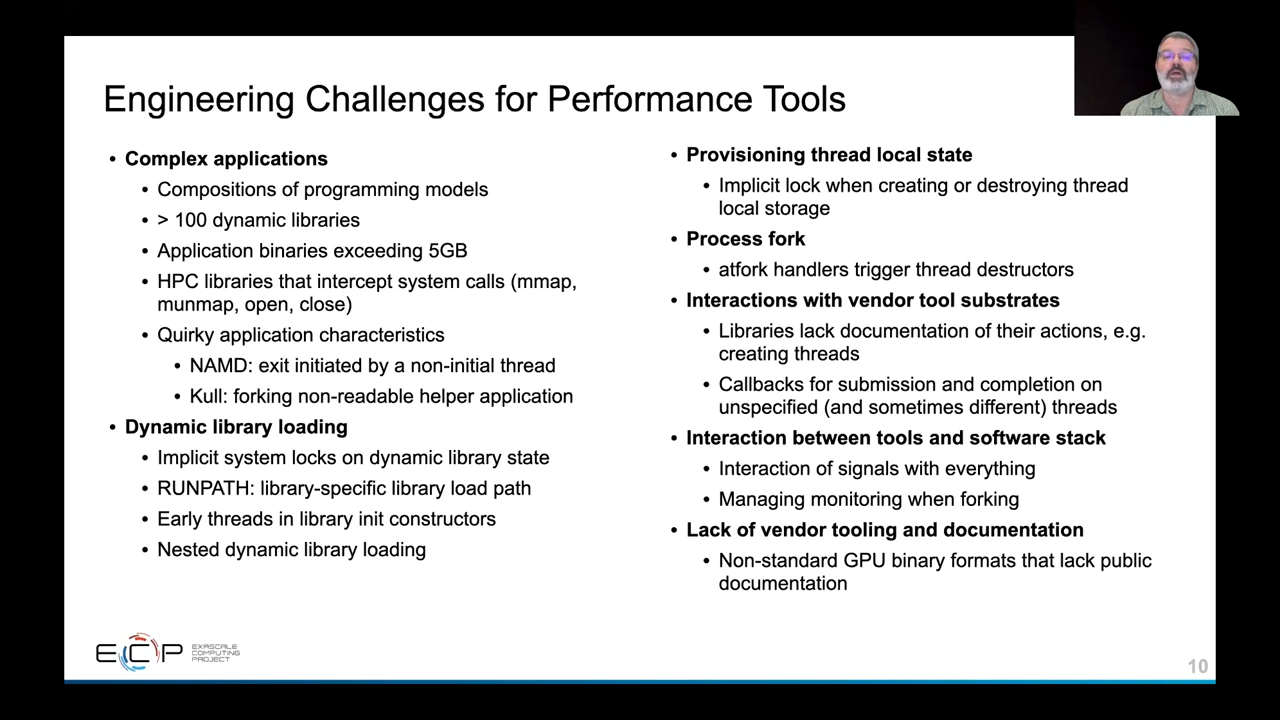 Engineering Challenges for Performance Tools
• Complex applications
• Compositions of programming models
• > 100 dynamic libraries
• Application binaries exceeding 5GB
• HPC libraries that intercept system calls (mmap,
munmap, open, close)
• Quirky application characteristics
• NAMD: exit initiated by a non-initial thread
• Kull: forking non-readable helper application
• Dynamic library loading
• Implicit system locks on dynamic library state
• RUNPATH: library-specific library load path
• Early threads in library init constructors
• Nested dynamic library loading
• Provisioning thread local state
• Implicit lock when creating or destroying thread
local storage
• Process fork
• atfork handlers trigger thread destructors
• Interactions with vendor tool substrates
• Libraries lack documentation of their actions, e.g.
creating threads
• Callbacks for submission and completion on
unspecified (and sometimes different) threads
• Interaction between tools and software stack
• Interaction of signals with everything
• Managing monitoring when forking
• Lack of vendor tooling and documentation
• Non-standard GPU binary formats that lack public
documentation
ECP
EXASCALE
COMPUTING
PROJECT
10